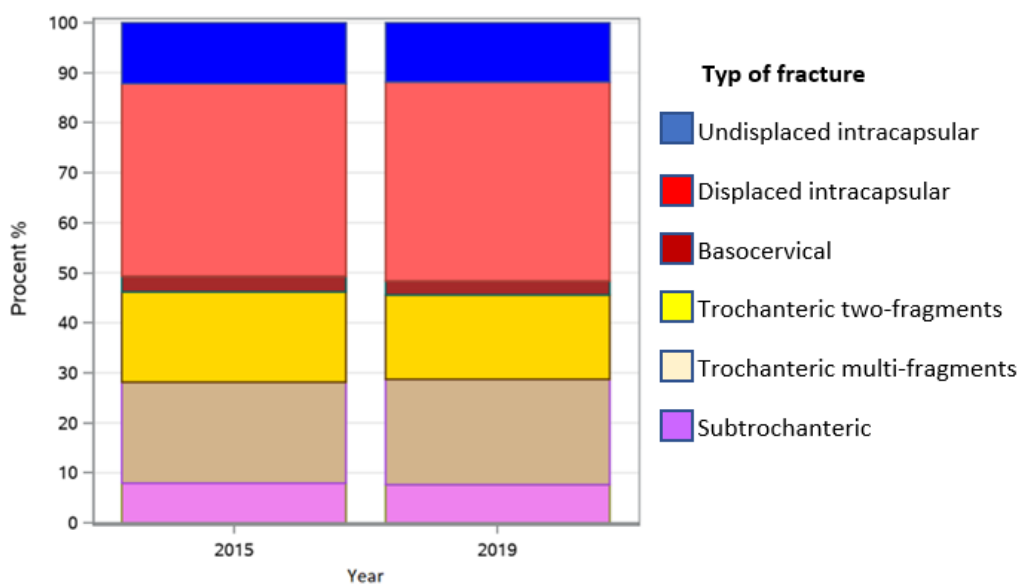 100
90
80
70
60
50
40
30
20
10
0
Procent %
2015
2019
Year
Typ of fracture
Undisplaced intracapsular
Displaced intracapsular
Basocervical
Trochanteric two-fragments
Trochanteric multi-fragments
Subtrochanteric